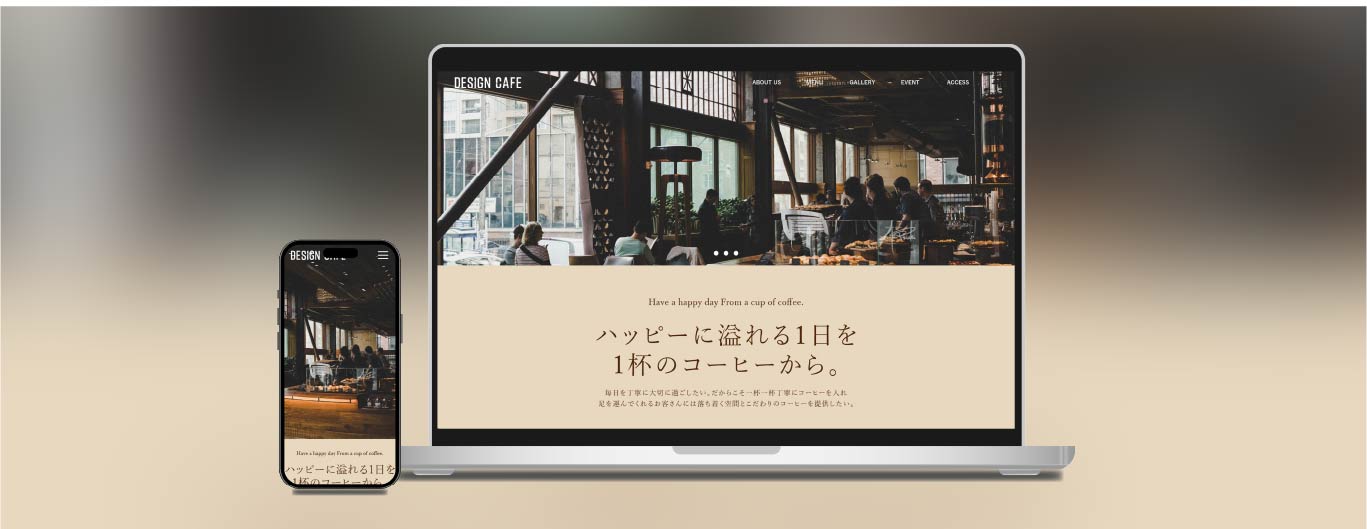 DESIGN CAFE
ABOUT US
MENU
GALLERY
EVENT
ACCESS
Have a happy day From a cup of coffee.
ハッピーに溢れる1日を
1杯のコーヒーから。
毎日を丁寧に大切に過ごしたい。だからこそ一杯一杯丁寧にコーヒーを入れ
足を運んでくれるお客さんには落ち着く空間とこだわりのコーヒーを提供したい。
DESIGN CAFE
Have a happy day From a cup of coffee.
ハッピーに溢れる1日を
1杯のコーヒーから